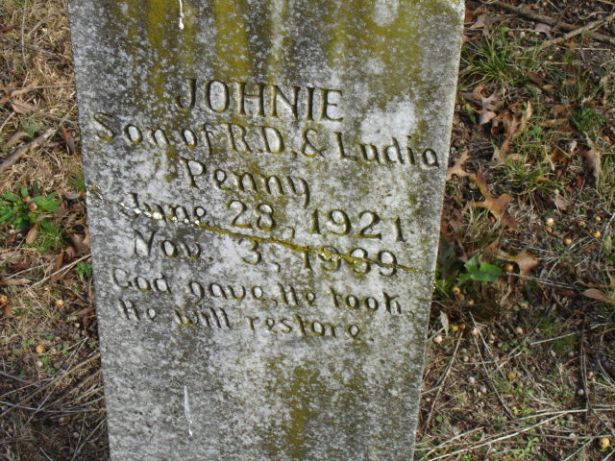 JOHNIE
Son of R.D. & Ludia
Penny
June 28, 1921
Nov. 3, 1939
God gave, He took,
He will restore.